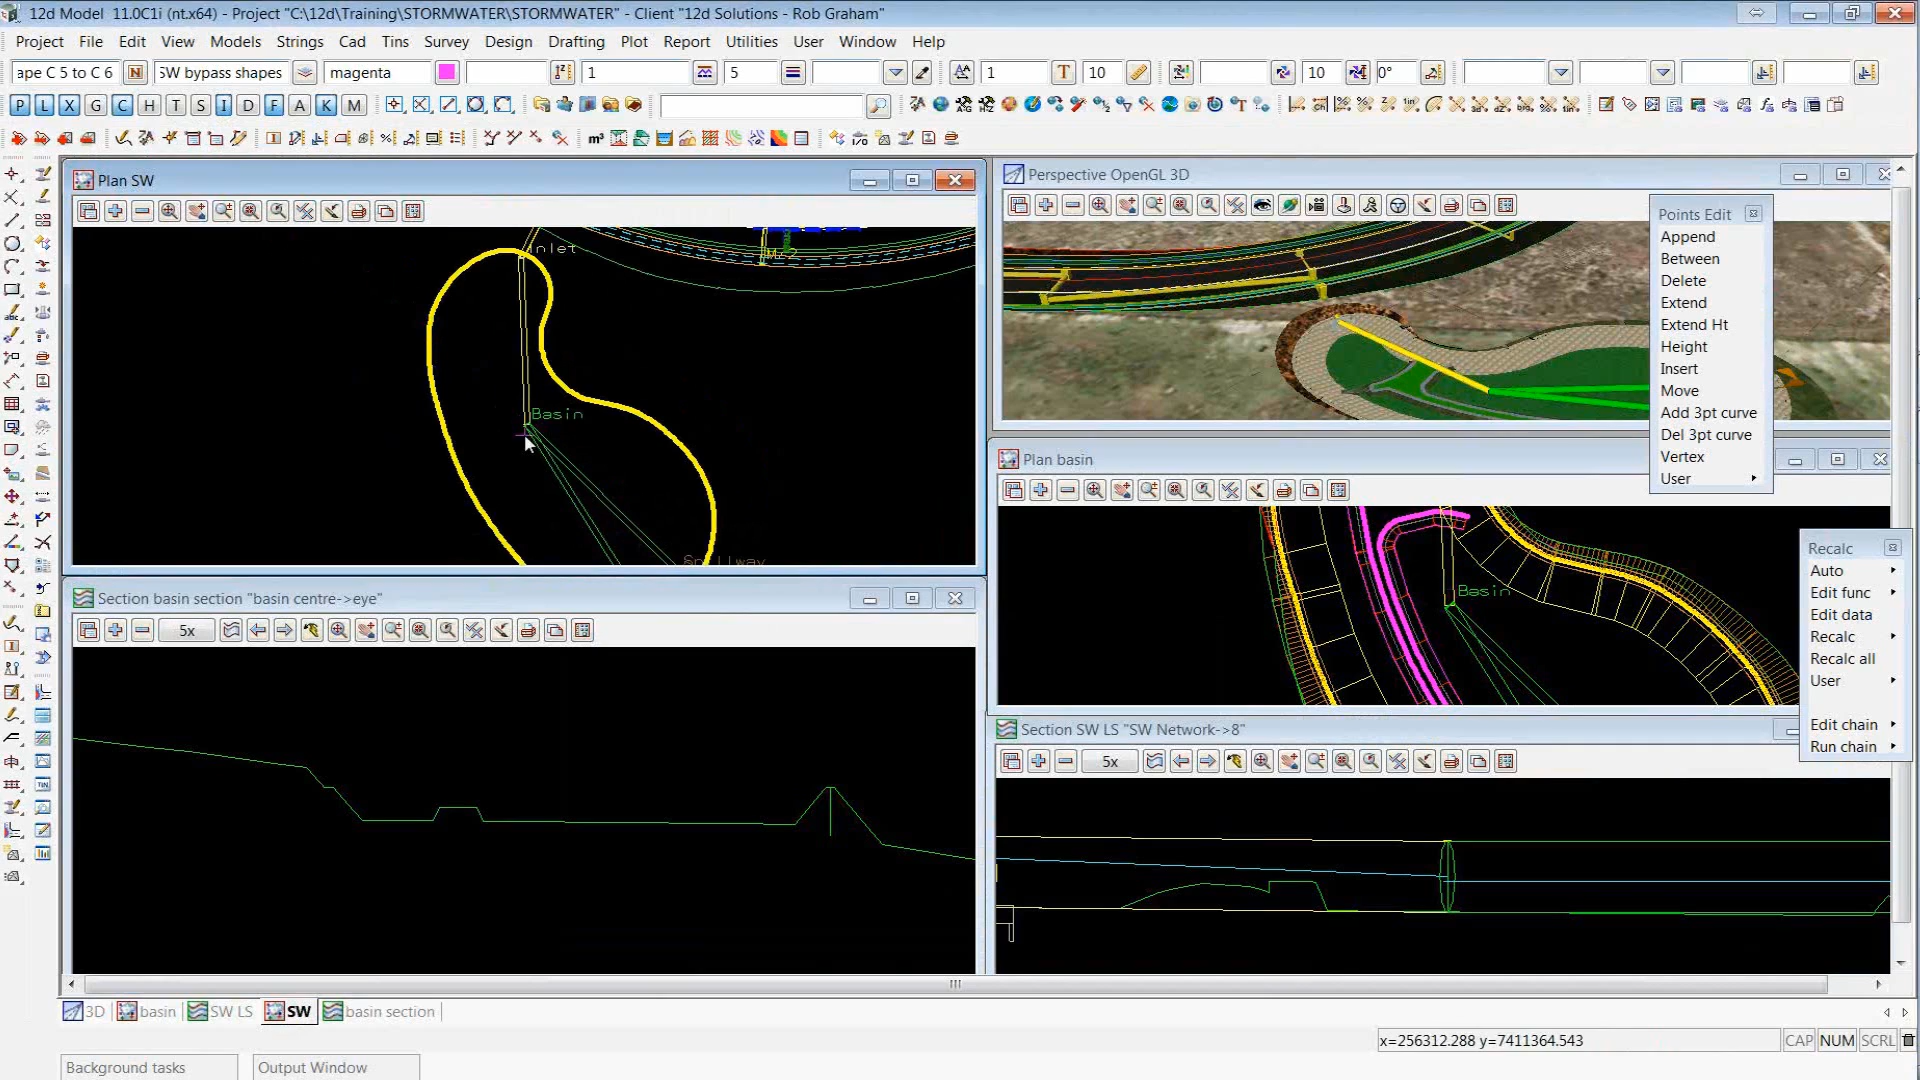 12d Model 11.0C1i (nt.x64) - Project "C:\12d\Training\STORMWATER\STORMWATER" - Client "12d Solutions - Rob Graham"
Project File Edit View Models Strings Cad Tins Survey Design Drafting Plot Report Utilities User Window Help
ape C 5 to C 6 N SW bypass shapes magenta 1 5 1 T 10 10 0°
P L X G C H T S I D F A K M
Plan SW
Inlet
Basin
Spillway
Perspective OpenGL 3D
Points Edit
Append
Between
Delete
Extend
Extend Ht
Height
Insert
Move
Add 3pt curve
Del 3pt curve
Vertex
User
Plan basin
Basin
Recalc
Auto
Edit func
Edit data
Recalc
Recalc all
User
Edit chain
Run chain
Section basin section "basin centre->eye"
5x
Section SW LS "SW Network->8"
5x
3D basin SW LS SW basin section
x=256312.288 y=7411364.543 CAP NUM SCRL
Background tasks Output Window